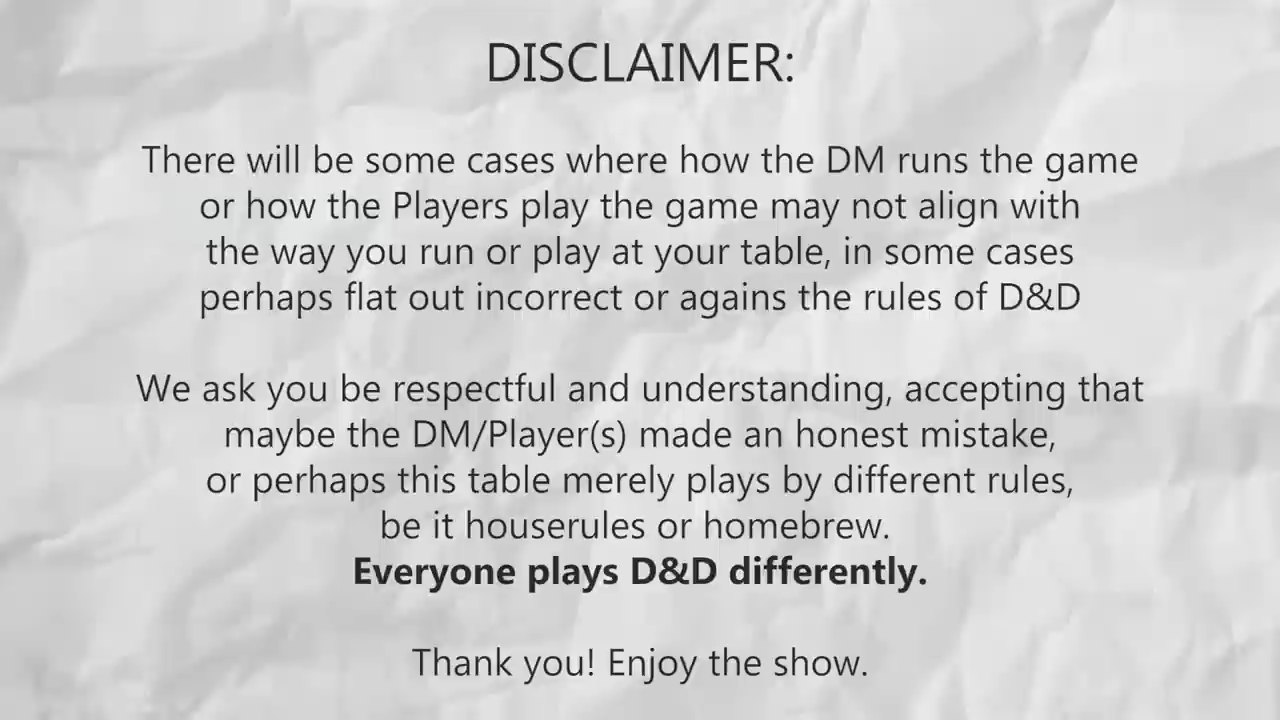 DISCLAIMER:
There will be some cases where how the DM runs the game
or how the Players play the game may not align with
the way you run or play at your table, in some cases
perhaps flat out incorrect or agains the rules of D&D
We ask you be respectful and understanding, accepting that
maybe the DM/Player(s) made an honest mistake,
or perhaps this table merely plays by different rules,
be it houserules or homebrew.
Everyone plays D&D differently.
Thank you! Enjoy the show.